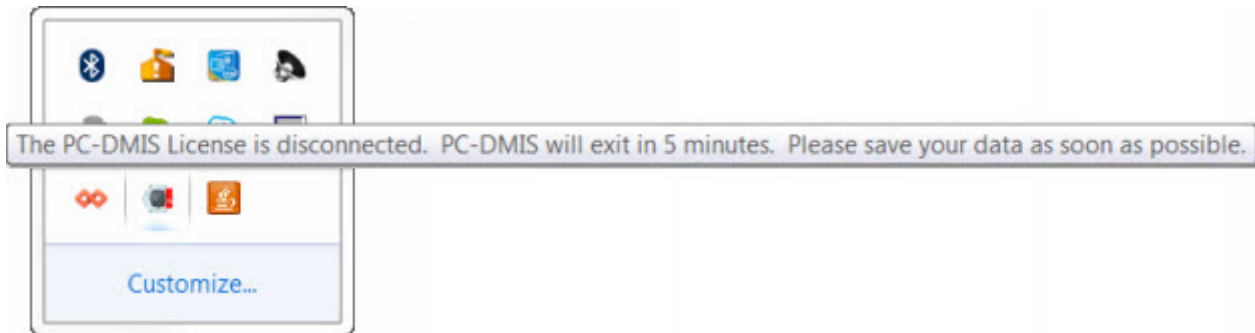 The PC-DMIS License is disconnected.  PC-DMIS will exit in 5 minutes.  Please save your data as soon as possible.
Customize...